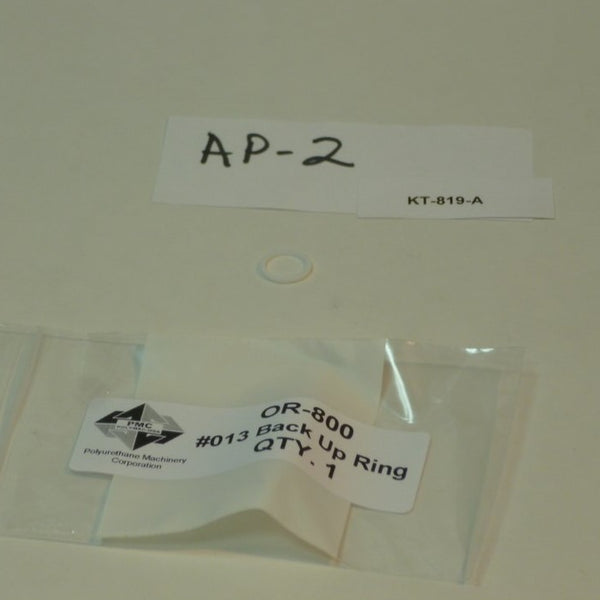 AP-2
KT-819-A
OR-800
#013 Back Up Ring
QTY-1
PMC
Polyurethane Machinery
Corporation